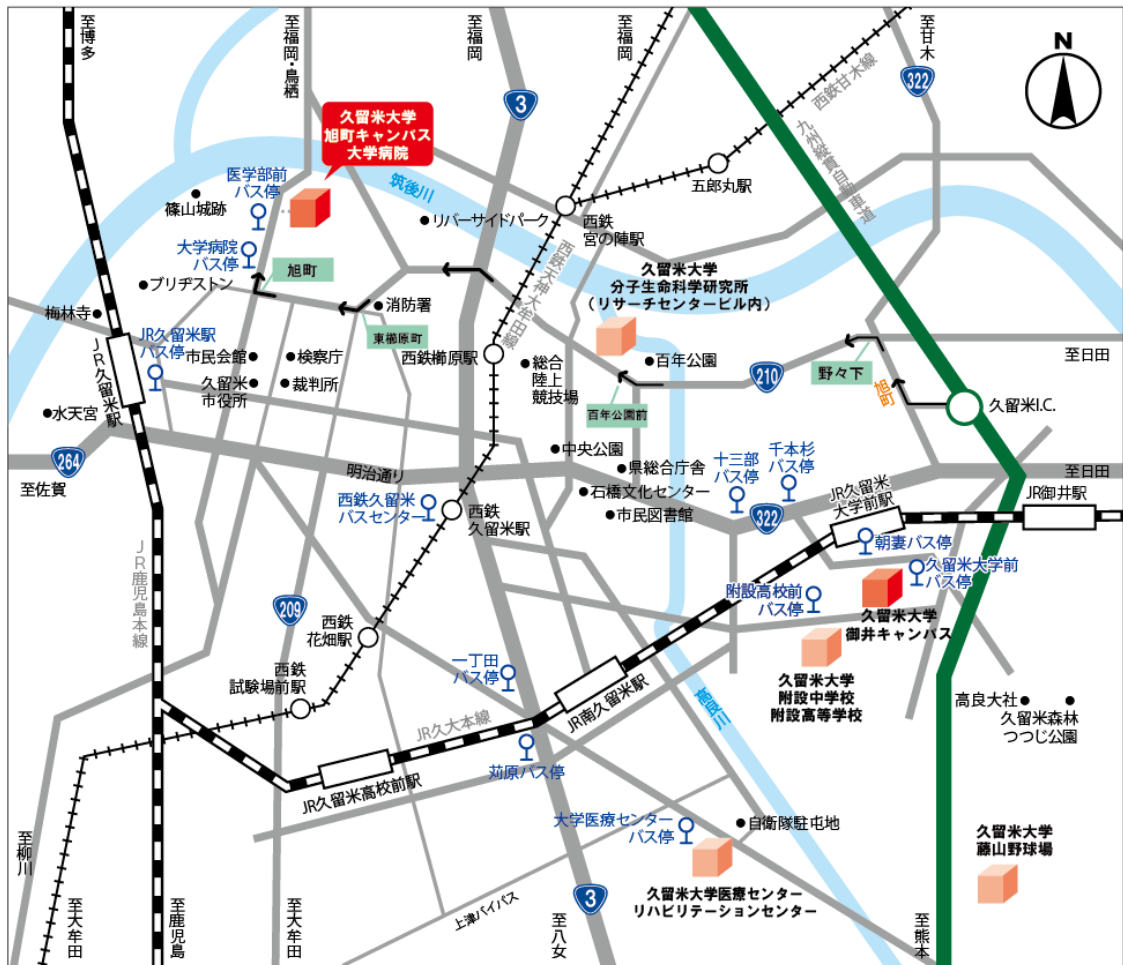 至博多
至福岡・鳥栖
至福岡
至福岡
至甘木
N
3
322
西鉄甘木線
九州縦貫自動車道
久留米大学
旭町キャンパス
大学病院
医学部前
バス停
篠山城跡
筑後川
リバーサイドパーク
五郎丸駅
西鉄
宮の陣駅
大学病院
バス停
旭町
ブリヂストン
西鉄天神大牟田線
久留米大学
分子生命科学研究所
（リサーチセンタービル内）
梅林寺
消防署
東櫛原町
JR久留米駅
バス停
JR久留米駅
市民会館
検察庁
西鉄櫛原駅
総合
陸上
競技場
百年公園
210
野々下
至日田
久留米
市役所
裁判所
旭町
百年公園前
久留米I.C.
水天宮
264
至佐賀
明治通り
中央公園
県総合庁舎
十三部
バス停
千本杉
バス停
至日田
西鉄久留米
バスセンター
西鉄
久留米駅
石橋文化センター
市民図書館
322
JR久留米
大学前駅
JR御井駅
朝妻バス停
久留米大学前
バス停
JR鹿児島本線
209
西鉄
花畑駅
附設高校前
バス停
久留米大学
御井キャンパス
西鉄
試験場前駅
一丁田
バス停
JR南久留米駅
高良川
久留米大学
附設中学校
附設高等学校
高良大社
久留米森林
つつじ公園
JR久大本線
JR久留米高校前駅
苅原バス停
大学医療センター
バス停
自衛隊駐屯地
久留米大学
藤山野球場
久留米大学医療センター
リハビリテーションセンター
上津バイパス
3
至柳川
至大牟田
至鹿児島
至大牟田
至八女
至熊本